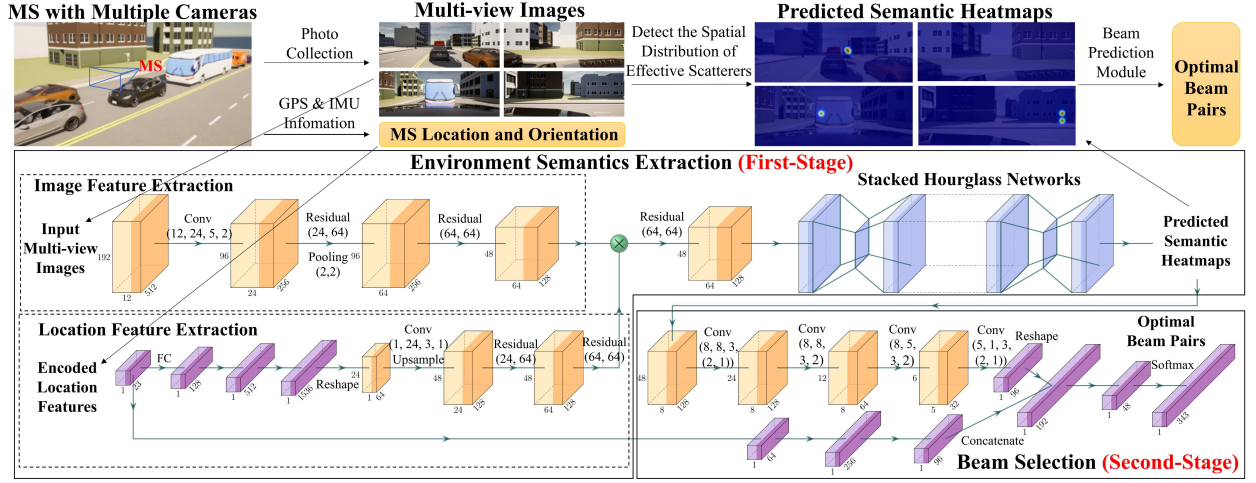 MS with Multiple Cameras
MS
Photo
Collection
GPS & IMU
Infomation
Multi-view Images
MS Location and Orientation
Detect the Spatial
Distribution of
Effective Scatterers
Predicted Semantic Heatmaps
Beam
Prediction
Module
Optimal
Beam
Pairs
Environment Semantics Extraction (First-Stage)
Image Feature Extraction
Input
Multi-view
Images
192
12
512
Conv
(12, 24, 5, 2)
96
24
256
Residual
(24, 64)
Pooling
(2,2)
96
64
256
Residual
(64, 64)
48
64
128
Residual
(64, 64)
48
64
128
Stacked Hourglass Networks
Predicted
Semantic
Heatmaps
Location Feature Extraction
Encoded
Location
Features
1
23
FC
1
128
1
512
1
1536
Reshape
24
1
64
Conv
(1, 24, 3, 1)
Upsample
48
24
128
Residual
(24, 64)
48
64
128
Residual
(64, 64)
48
8
128
Conv
(8, 8, 3,
(2, 1))
24
8
128
Conv
(8, 8,
3, 2)
12
8
64
Conv
(8, 5,
3, 2)
6
5
32
Conv
(5, 1, 3,
(2, 1))
Reshape
1
96
1
192
Optimal
Beam Pairs
Softmax
1
48
1
343
1
64
1
256
1
96
Concatenate
Beam Selection (Second-Stage)